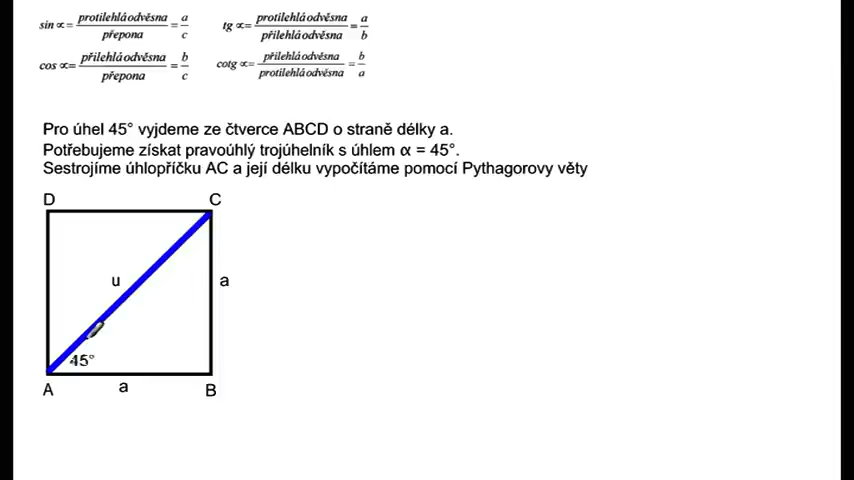 sin ∝= protilehlá odvěsna / přepona = a / c
tg ∝= protilehlá odvěsna / přilehlá odvěsna = a / b
cos ∝= přilehlá odvěsna / přepona = b / c
cotg ∝= přilehlá odvěsna / protilehlá odvěsna = b / a
Pro úhel 45° vyjdeme ze čtverce ABCD o straně délky a.
Potřebujeme získat pravoúhlý trojúhelník s úhlem α = 45°.
Sestrojíme úhlopříčku AC a její délku vypočítáme pomocí Pythagorovy věty
D
C
u
a
45°
A
a
B